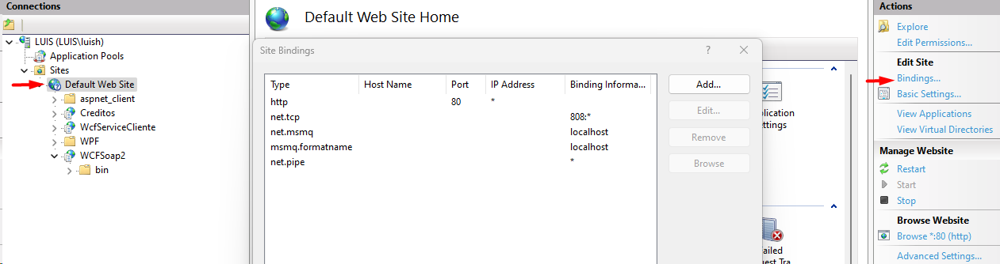 Connections
LUIS (LUIS\luish)
Application Pools
Sites
Default Web Site
aspnet_client
Creditos
WcfServiceCliente
WPF
WCFSoap2
bin
Default Web Site Home
Site Bindings
? ×
Type Host Name Port IP Address Binding Informa...
http 80 *
net.tcp 808:*
net.msmq localhost
msmq.formatname localhost
net.pipe *
Add...
Edit...
Remove
Browse
lication
ttings
ailed
uest Tra
Actions
Explore
Edit Permissions...
Edit Site
Bindings...
Basic Settings...
View Applications
View Virtual Directories
Manage Website
Restart
Start
Stop
Browse Website
Browse *:80 (http)
Advanced Settings...